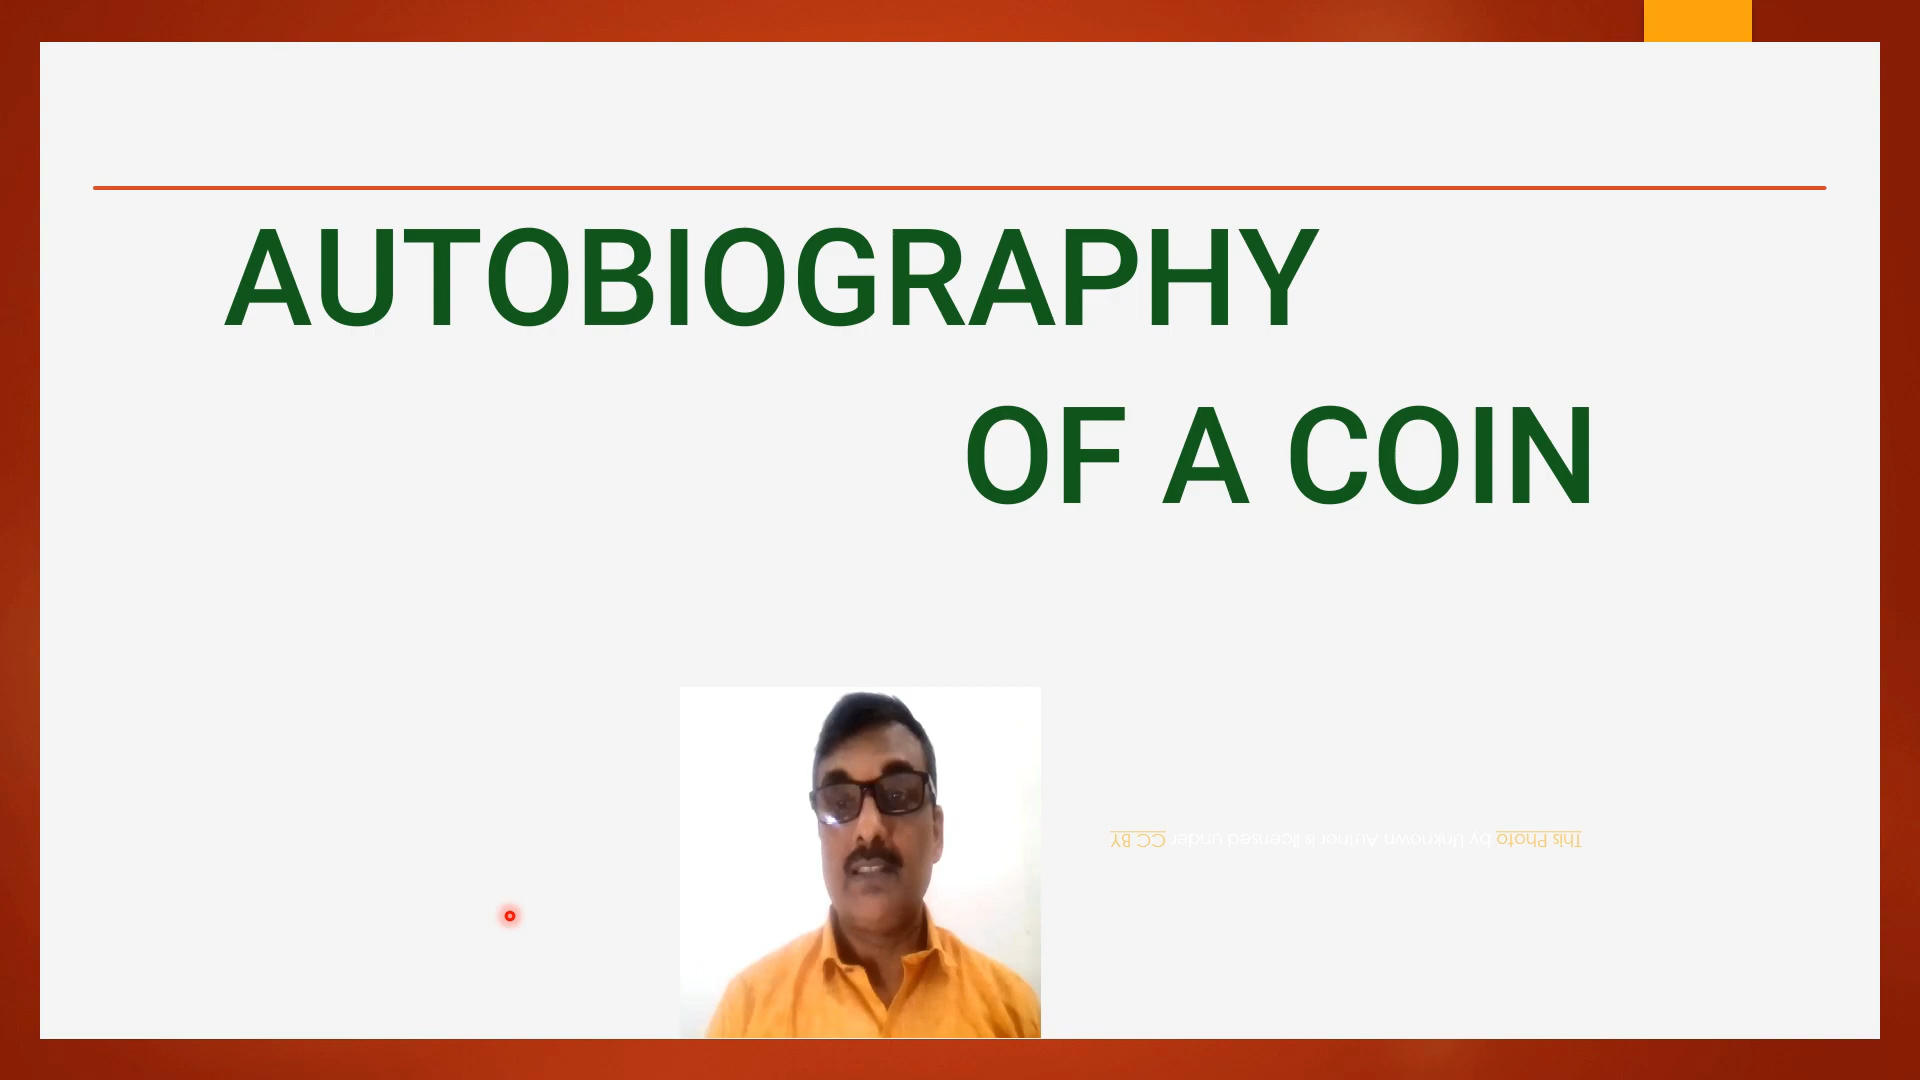 AUTOBIOGRAPHY
OF A COIN
This Photo by Unknown Author is licensed under CC BY